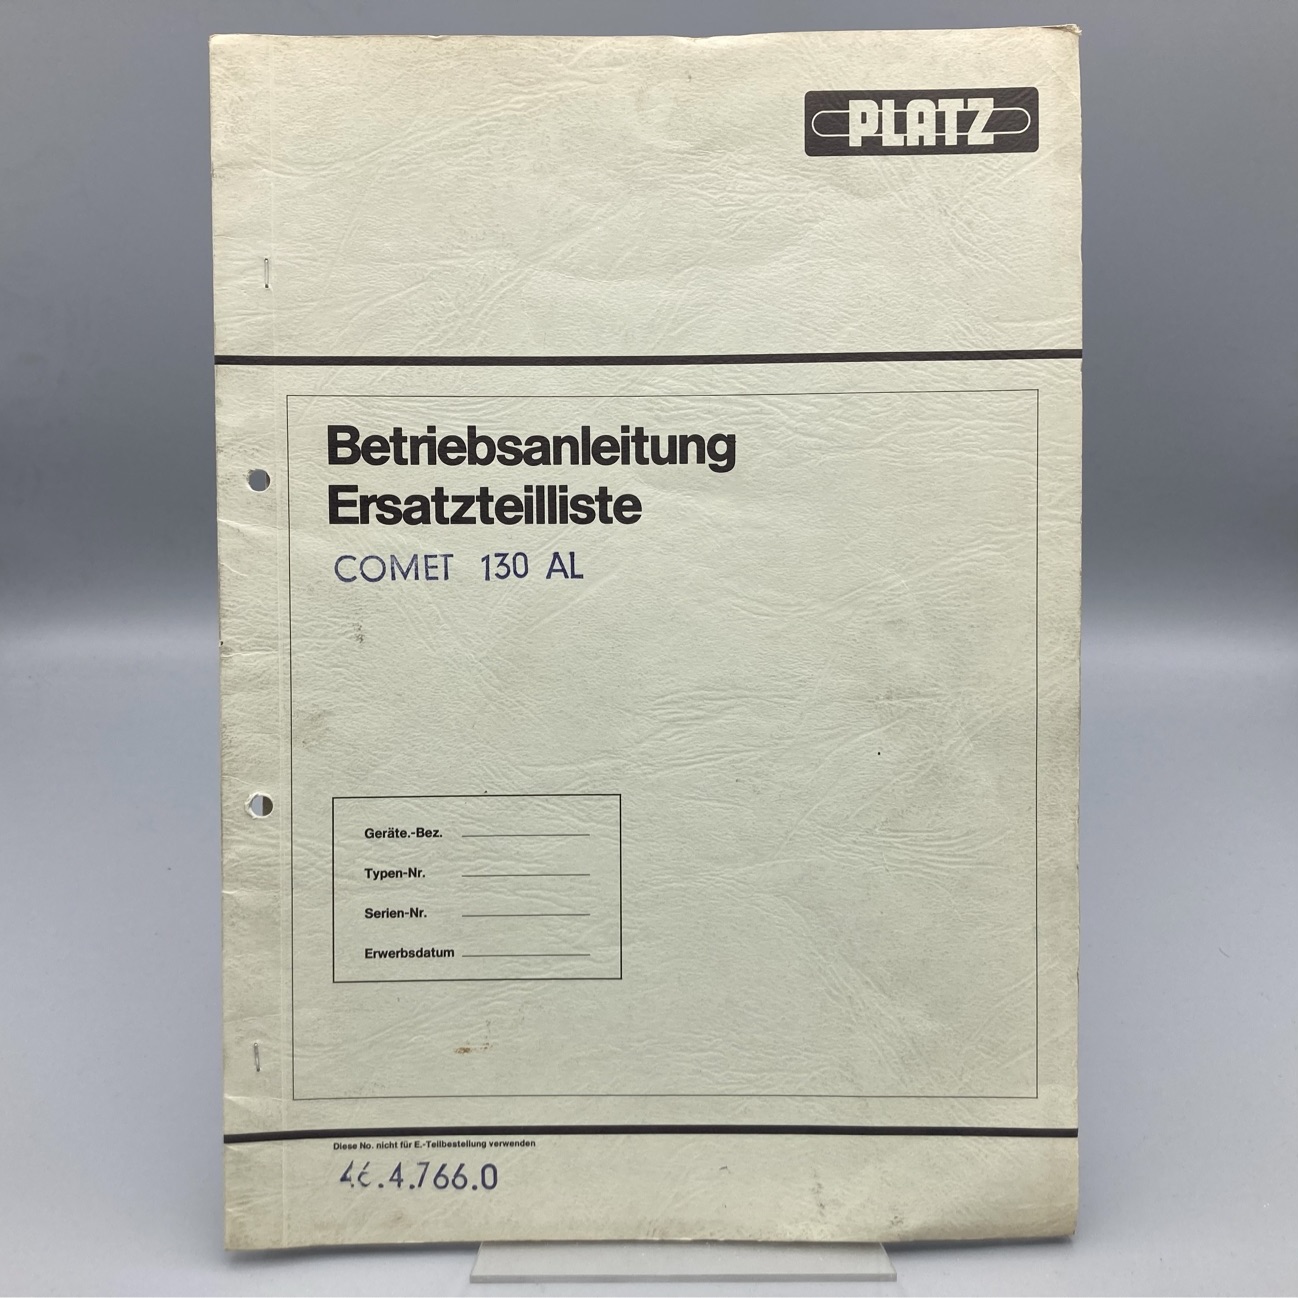 PLATZ
Betriebsanleitung
Ersatzteilliste
COMET 130 AL
Geräte.-Bez.
Typen-Nr.
Serien-Nr.
Erwerbsdatum
Diese No. nicht für E.-Teilbestellung verwenden
46.4.766.0